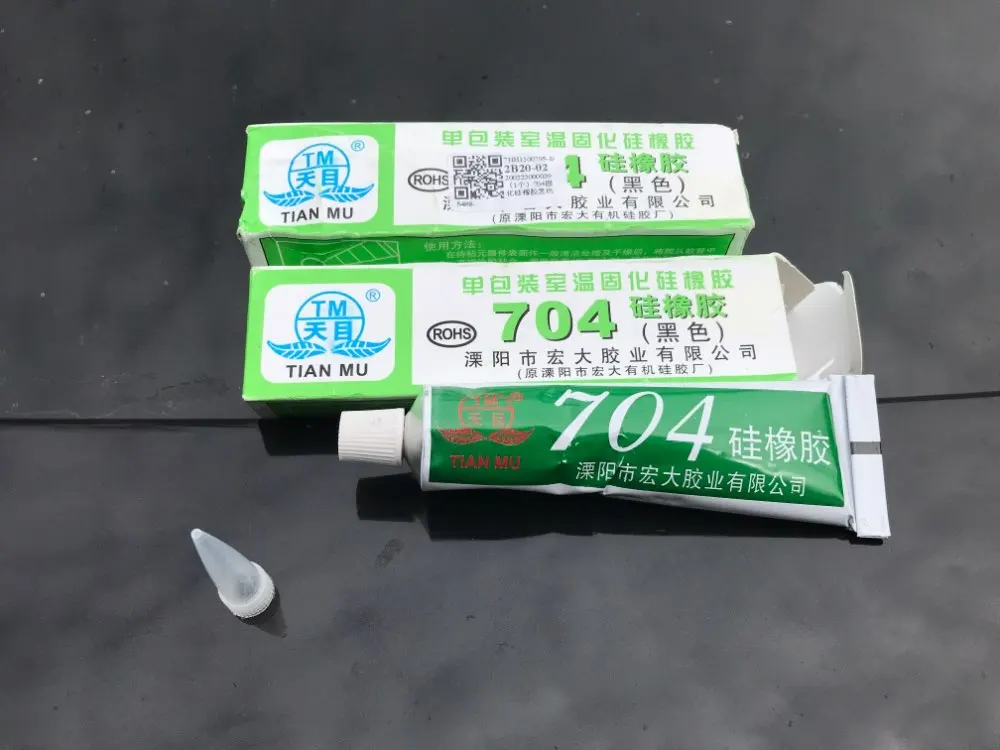 单包装室温固化硅橡胶
TM
天目
®
TIAN MU
ROHS
2B20-02
4 硅橡胶
(黑色)
大胶业有限公司
(原溧阳市宏大有机硅胶厂)
使用方法:
单包装室温固化硅橡胶
TM
天目
®
TIAN MU
ROHS
704 硅橡胶
(黑色)
溧阳市宏大胶业有限公司
(原溧阳市宏大有机硅胶厂)
TM
天目
®
TIAN MU
704 硅橡胶
溧阳市宏大胶业有限公司